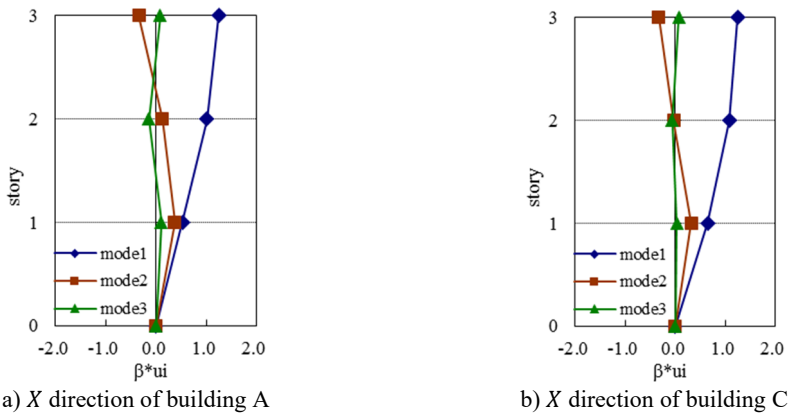 3
2
1
0
story
mode1
mode2
mode3
-2.0 -1.0 0.0 1.0 2.0
β*ui
a) X direction of building A
3
2
1
0
story
mode1
mode2
mode3
-2.0 -1.0 0.0 1.0 2.0
β*ui
b) X direction of building C